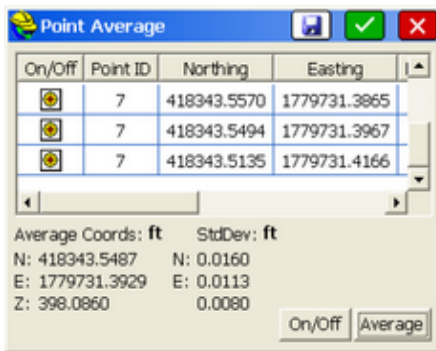 Point Average
On/Off Point ID Northing Easting
7 418343.5570 1779731.3865
7 418343.5494 1779731.3967
7 418343.5135 1779731.4166
Average Coords: ft StdDev: ft
N: 418343.5487 N: 0.0160
E: 1779731.3929 E: 0.0113
Z: 398.0860 0.0080
On/Off Average